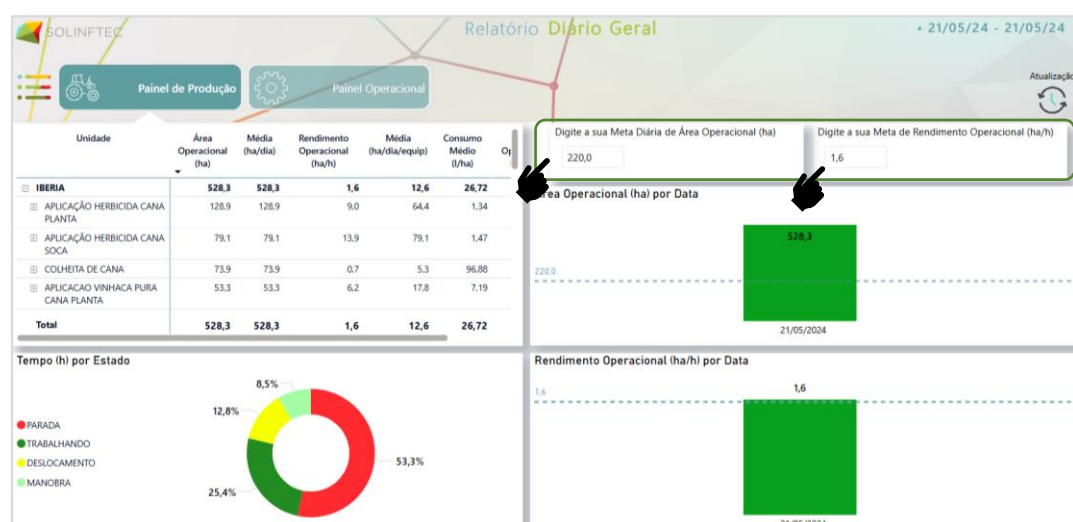 SOLINFTEC
Relatório Diário Geral
• 21/05/24 - 21/05/24
Painel de Produção
Painel Operacional
Atualização
Unidade
Área Operacional (ha)
Média (ha/dia)
Rendimento Operacional (ha/h)
Média (ha/dia/equip)
Consumo Médio (l/ha)
IBERIA 528,3 528,3 1,6 12,6 26,72
APLICAÇÃO HERBICIDA CANA PLANTA 128.9 128.9 9.0 64,4 1.34
APLICAÇÃO HERBICIDA CANA SOCA 79.1 79.1 13.9 79.1 1.47
COLHEITA DE CANA 73.9 73.9 0.7 5.3 96.88
APLICACAO VINHACA PURA CANA PLANTA 53.3 53.3 6.2 17.8 7.19
Total 528,3 528,3 1,6 12,6 26,72
Digite a sua Meta Diária de Área Operacional (ha)
220,0
Digite a sua Meta de Rendimento Operacional (ha/h)
1,6
Área Operacional (ha) por Data
528,3
220,0
21/05/2024
Tempo (h) por Estado
PARADA
TRABALHANDO
DESLOCAMENTO
MANOBRA
8,5%
12,8%
53,3%
25,4%
Rendimento Operacional (ha/h) por Data
1,6
1,6
21/05/2024